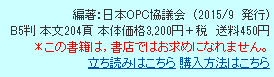 編著:日本OPC協議会（2015/9 発行)
B5判 本文204頁 本体価格3,200円＋税 送料450円
＊この書籍は、書店ではお求めになれません。
立ち読みはこちら 購入方法はこちら